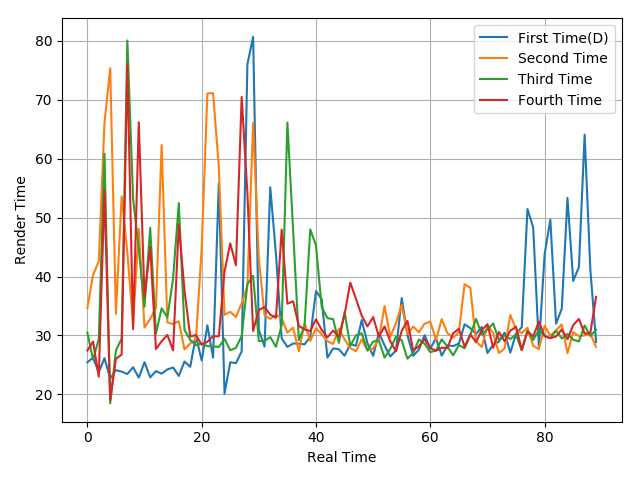 First Time(D)
Second Time
Third Time
Fourth Time
Render Time
80
70
60
50
40
30
20
0 20 40 60 80
Real Time